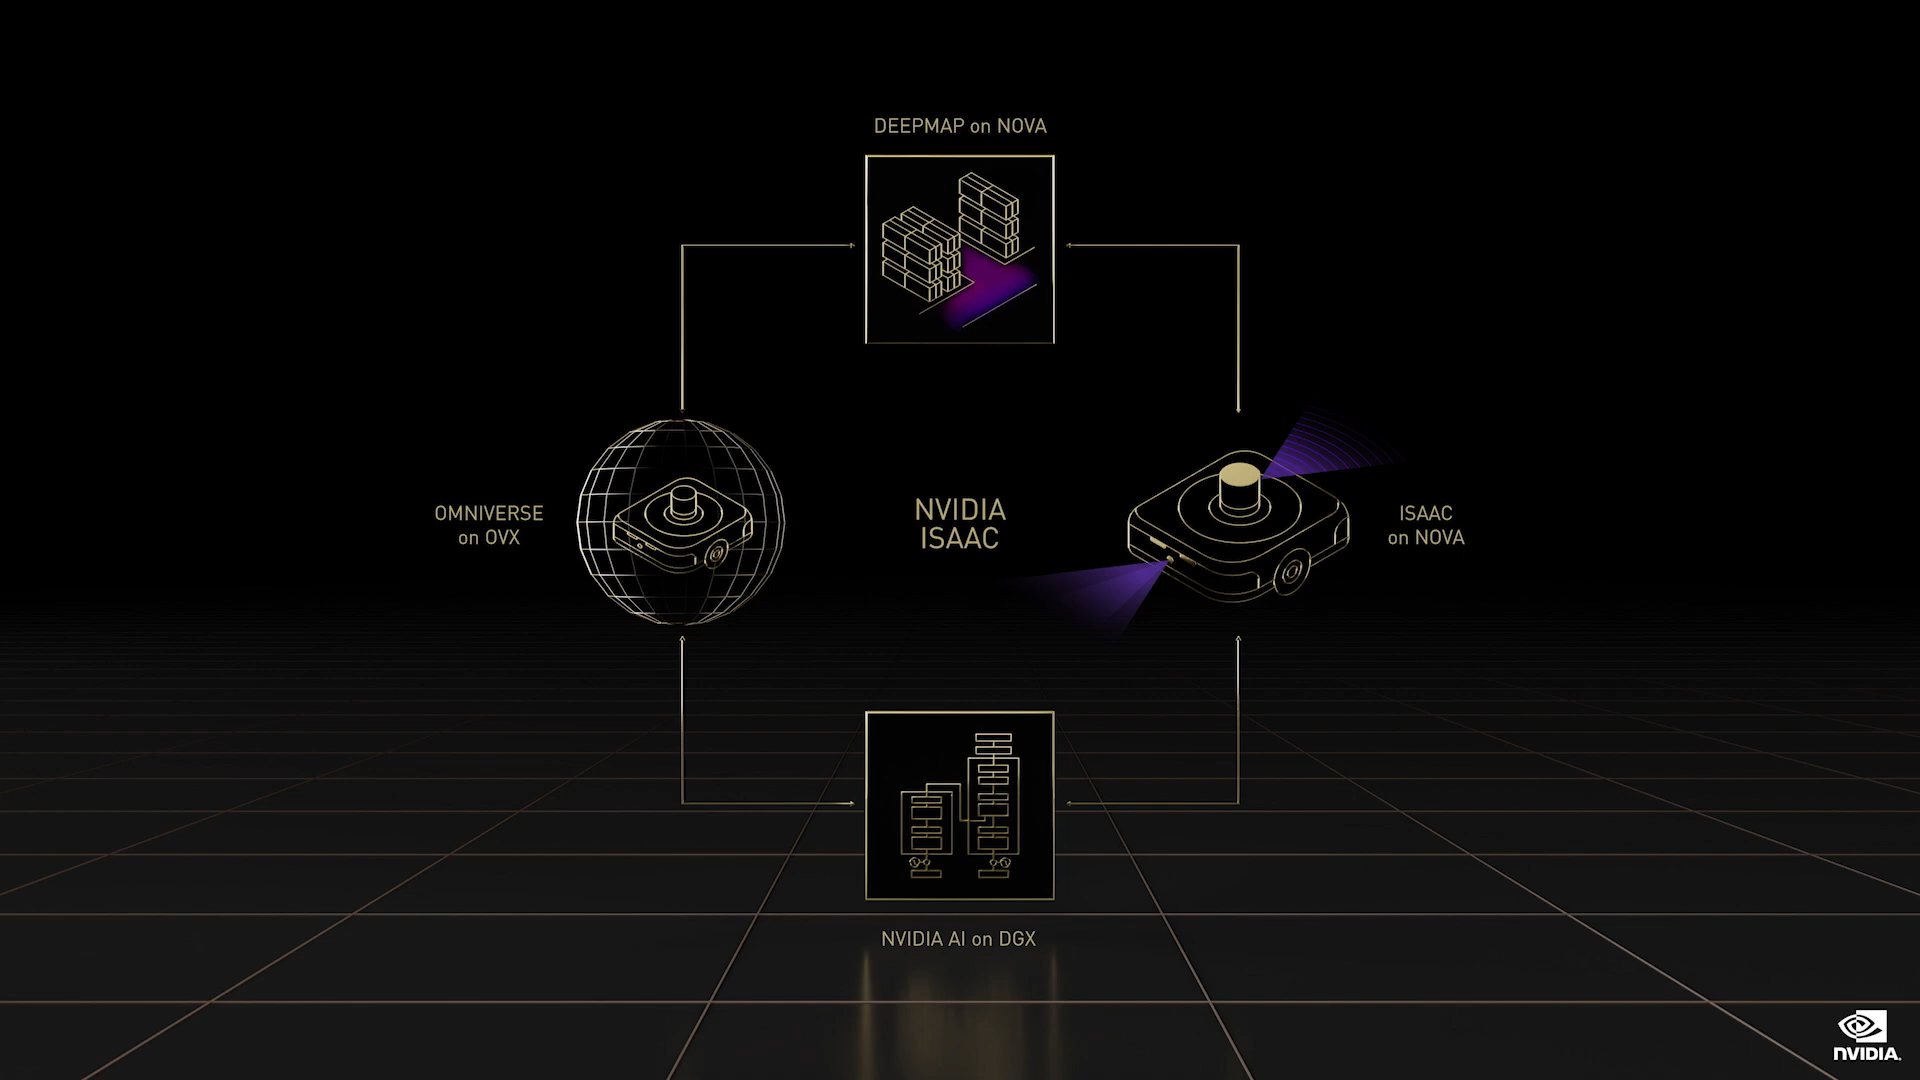 DEEPMAP on NOVA
OMNIVERSE
on OVX
NVIDIA
ISAAC
ISAAC
on NOVA
NVIDIA AI on DGX
NVIDIA.